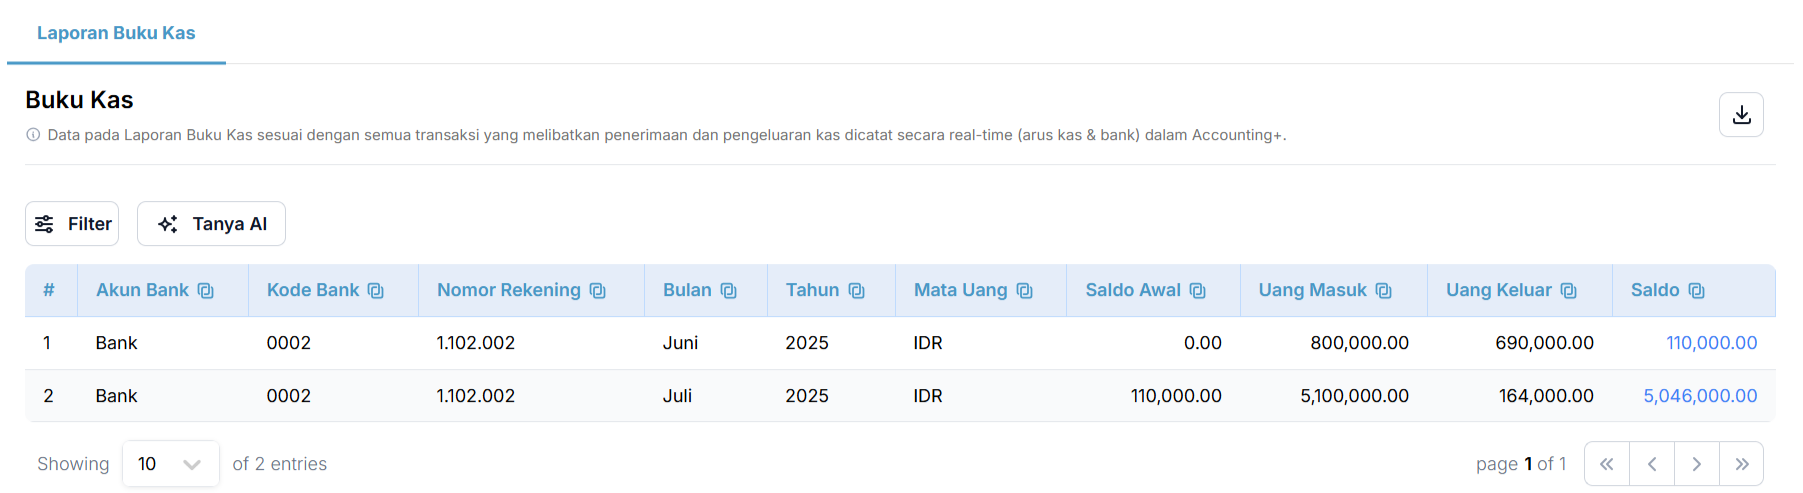 Laporan Buku Kas
Buku Kas
Data pada Laporan Buku Kas sesuai dengan semua transaksi yang melibatkan penerimaan dan pengeluaran kas dicatat secara real-time (arus kas & bank) dalam Accounting+.
Filter Tanya AI
# Akun Bank Kode Bank Nomor Rekening Bulan Tahun Mata Uang Saldo Awal Uang Masuk Uang Keluar Saldo
1 Bank 0002 1.102.002 Juni 2025 IDR 0.00 800,000.00 690,000.00 110,000.00
2 Bank 0002 1.102.002 Juli 2025 IDR 110,000.00 5,100,000.00 164,000.00 5,046,000.00
Showing 10 of 2 entries page 1 of 1